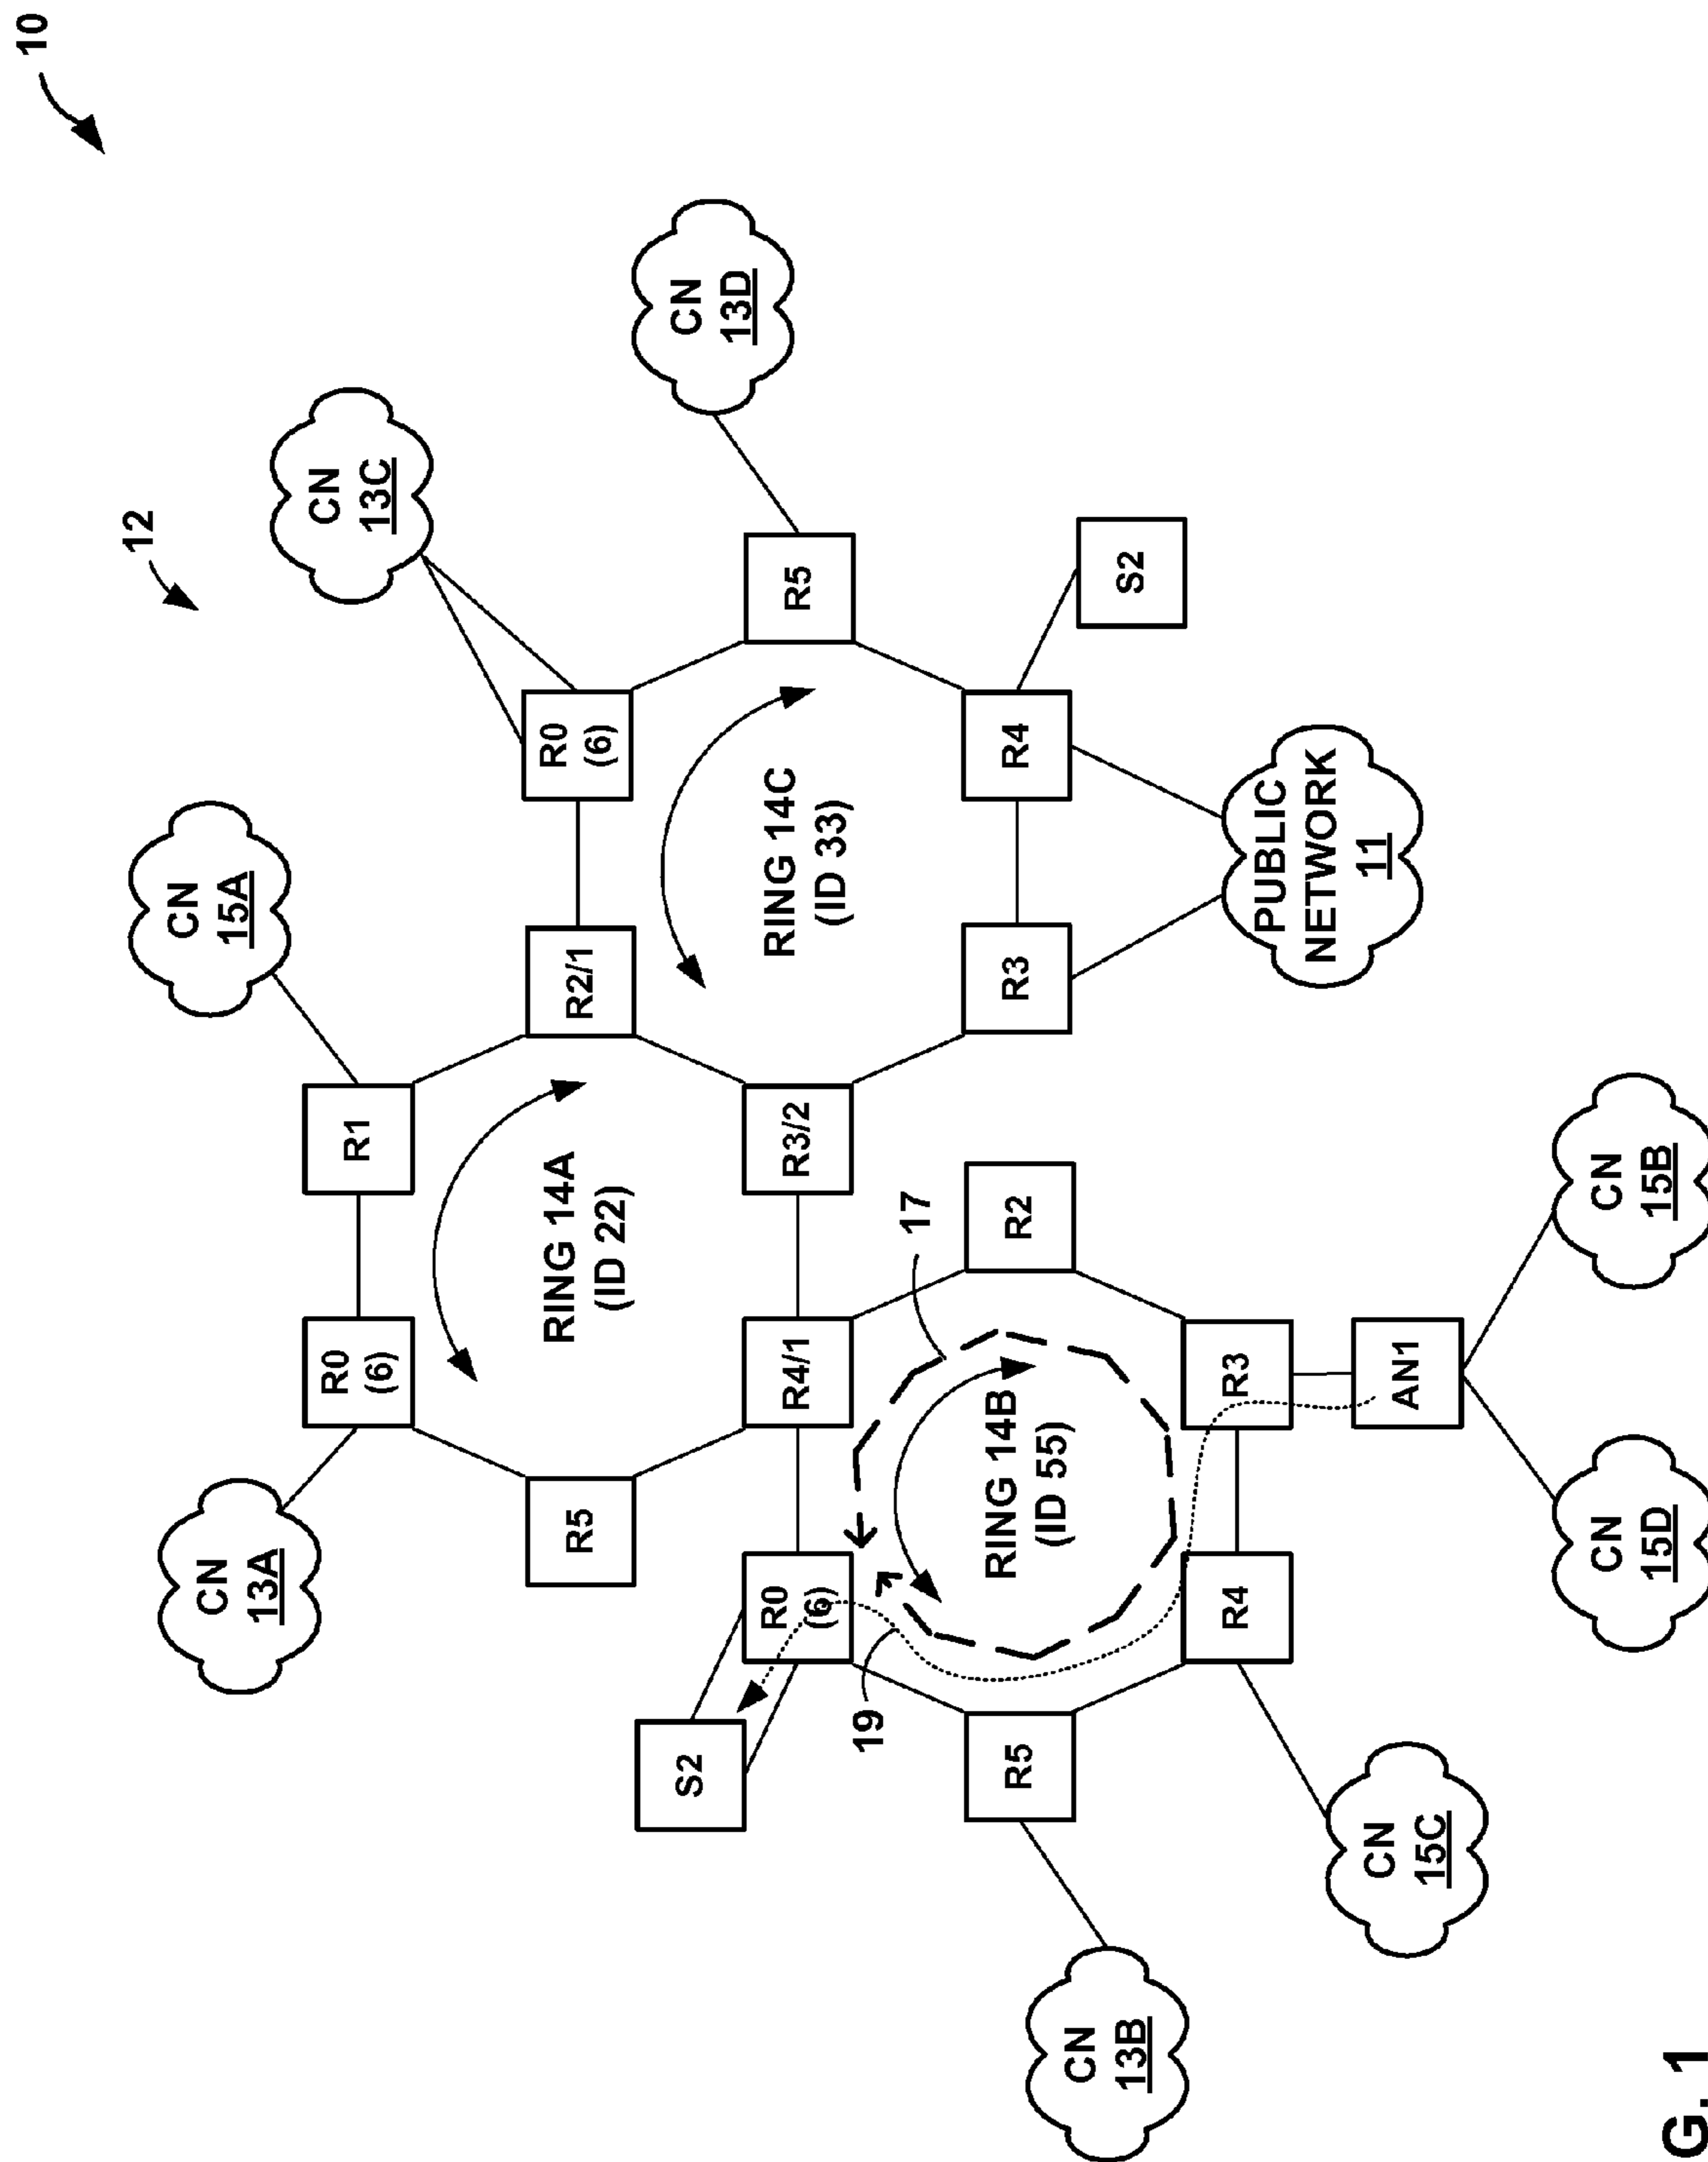 10
12
CN
15A
CN
13A
CN
13C
R0
(6)
R1
RING 14A
(ID 22)
R5
R2/1
R0
(6)
CN
13D
S2
R0
(6)
R4/1
R3/2
RING 14C
(ID 33)
R5
19
17
R5
RING 14B
(ID 55)
R2
R3
R4
CN
13B
S2
R4
R3
PUBLIC
NETWORK
11
CN
15C
AN1
CN
15D
CN
15B
G. 1